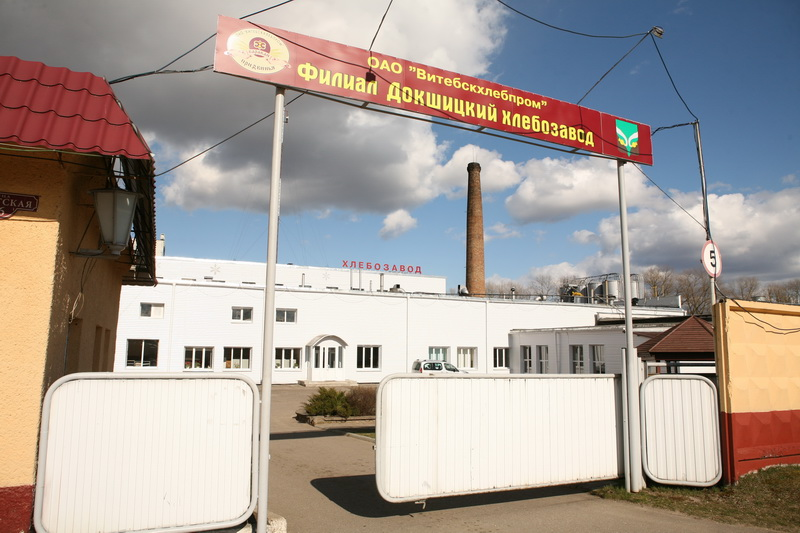 ОАО "Витебскхлебпром"
Филиал Докшицкий Хлебозавод
ХЛЕБОЗАВОД
5